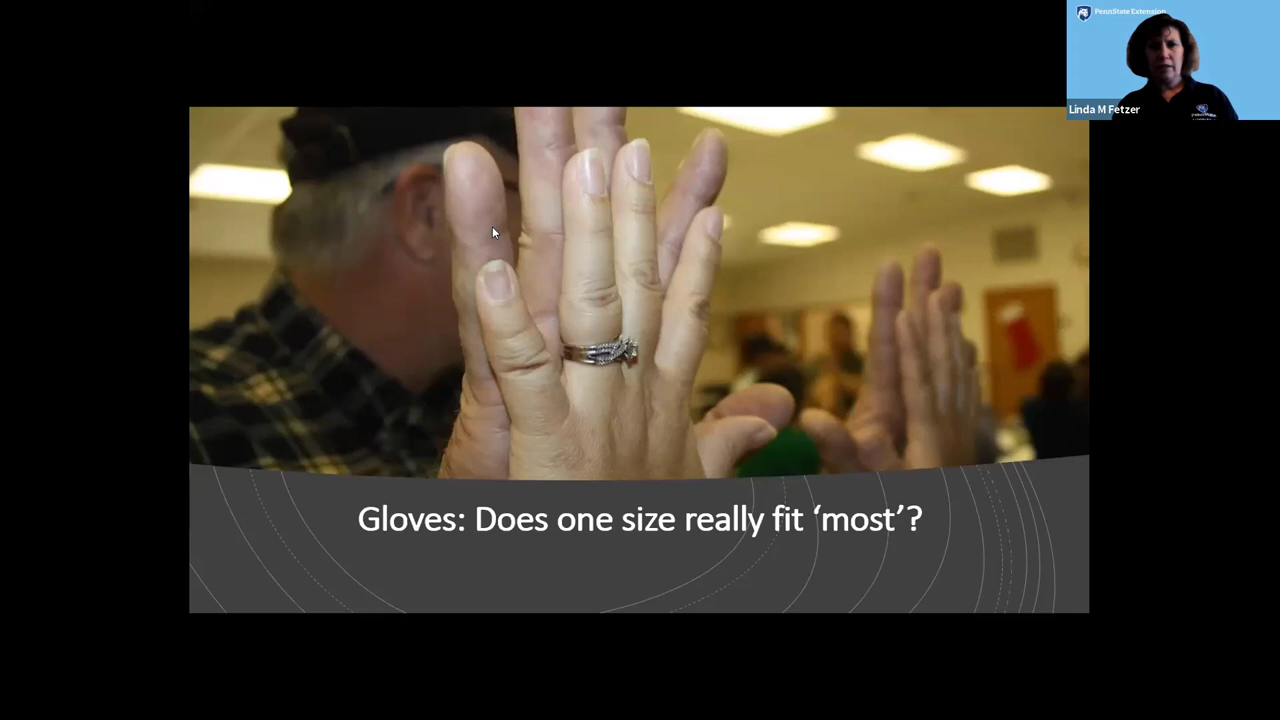 PennState Extension
Linda M Fetzer
Gloves: Does one size really fit ‘most’?